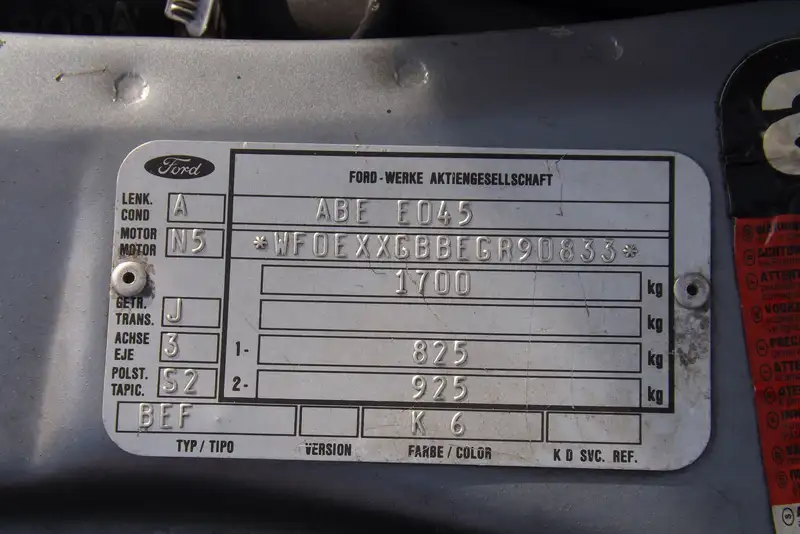 Ford
FORD-WERKE AKTIENGESELLSCHAFT
LENK.
COND
A
ABE E045
MOTOR
MOTOR
N5
*WF0EXXGBBEGR90833*
1700 kg
kg
GETR.
TRANS.
J
ACHSE
EJE
3
1- 825 kg
POLST.
TAPIC.
S2
2- 925 kg
BEF K 6
TYP / TIPO VERSION FARBE / COLOR K D SVC. REF.